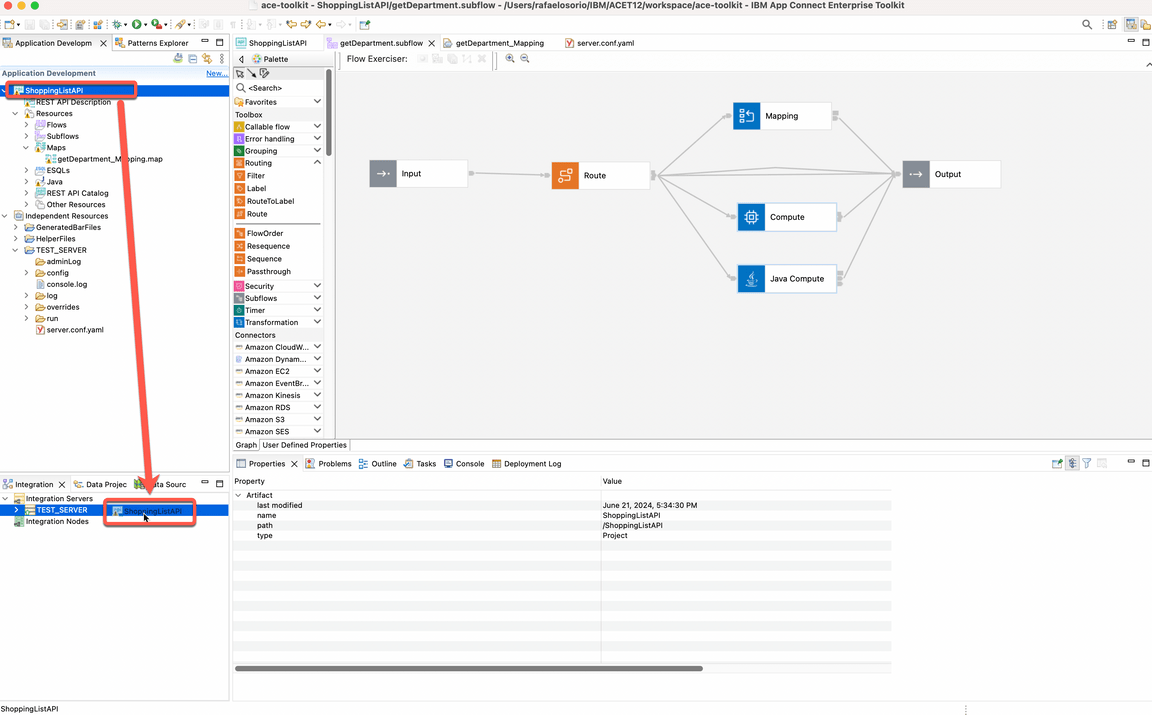 ace-toolkit - ShoppingListAPI/getDepartment.subflow - /Users/rafaelosorio/IBM/ACET12/workspace/ace-toolkit - IBM App Connect Enterprise Toolkit
Application Developm
Patterns Explorer
Application Development
New...
ShoppingListAPI
REST API Description
Resources
Flows
Subflows
Maps
getDepartment_Mapping.map
ESQLs
Java
REST API Catalog
Other Resources
Independent Resources
GeneratedBarFiles
HelperFiles
TEST_SERVER
adminLog
config
console.log
log
overrides
run
server.conf.yaml
Integration
Data Projec
Data Sourc
Integration Servers
TEST_SERVER
ShoppingListAPI
Integration Nodes
ShoppingListAPI
getDepartment.subflow
getDepartment_Mapping
server.conf.yaml
Palette
<Search>
Favorites
Toolbox
Callable flow
Error handling
Grouping
Routing
Filter
Label
RouteToLabel
Route
FlowOrder
Resequence
Sequence
Passthrough
Security
Subflows
Timer
Transformation
Connectors
Amazon CloudW...
Amazon Dynam...
Amazon EC2
Amazon EventBr...
Amazon Kinesis
Amazon RDS
Amazon S3
Amazon SES
Flow Exerciser:
Input
Route
Mapping
Compute
Java Compute
Output
Graph
User Defined Properties
Properties
Problems
Outline
Tasks
Console
Deployment Log
Property Value
Artifact
last modified June 21, 2024, 5:34:30 PM
name ShoppingListAPI
path /ShoppingListAPI
type Project
ShoppingListAPI